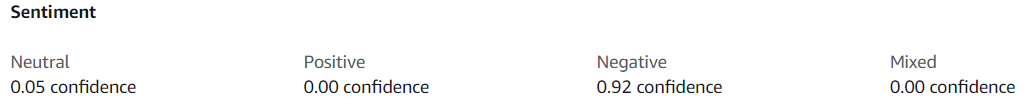 Sentiment
Neutral Positive Negative Mixed
0.05 confidence 0.00 confidence 0.92 confidence 0.00 confidence